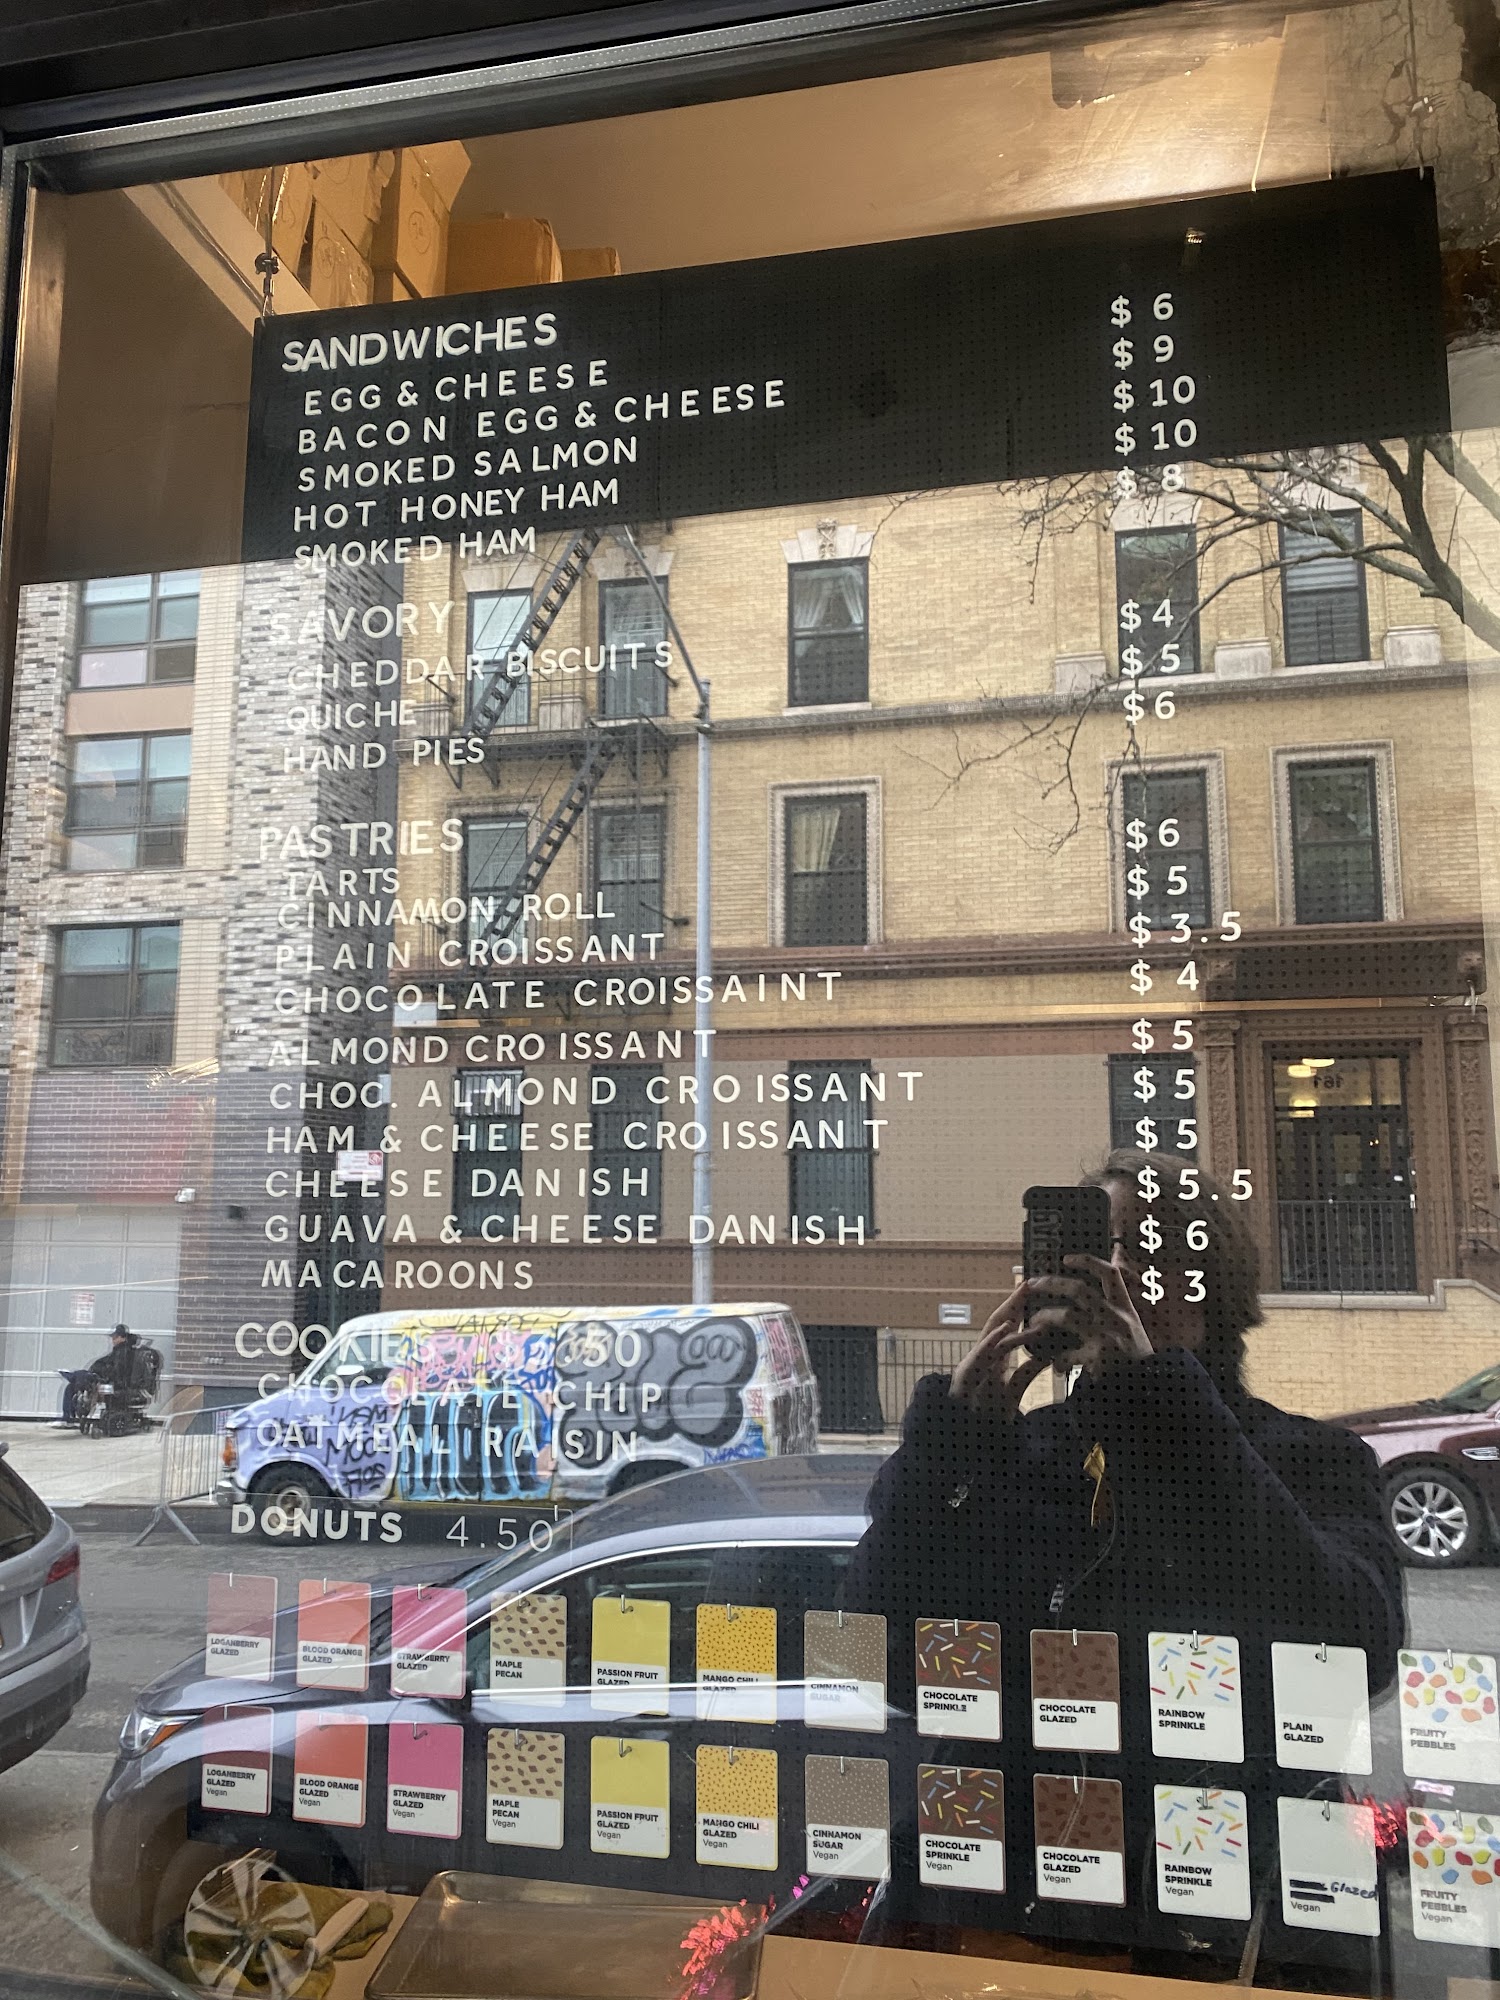 SANDWICHES
EGG & CHEESE $ 6
BACON EGG & CHEESE $ 9
SMOKED SALMON $ 10
HOT HONEY HAM $ 10
SMOKED HAM $ 8
SAVORY
CHEDDAR BISCUITS $ 4
QUICHE $ 5
HAND PIES $ 6
PASTRIES
TARTS $ 6
CINNAMON ROLL $ 5
PLAIN CROISSANT $ 3.5
CHOCOLATE CROISSAINT $ 4
ALMOND CROISSANT $ 5
CHOC. ALMOND CROISSANT $ 5
HAM & CHEESE CROISSANT $ 5
CHEESE DANISH $ 5.5
GUAVA & CHEESE DANISH $ 6
MACAROONS $ 3
COOKIES
CHOCOLATE CHIP
OATMEAL RAISIN
DONUTS 4.50
LOGANBERRY
GLAZED
BLOOD ORANGE
GLAZED
STRAWBERRY
GLAZED
MAPLE
PECAN
PASSION FRUIT
GLAZED
MANGO CHILI
GLAZED
CINNAMON
SUGAR
CHOCOLATE
SPRINKLE
CHOCOLATE
GLAZED
RAINBOW
SPRINKLE
PLAIN
GLAZED
FRUITY
PEBBLES
LOGANBERRY
GLAZED
Vegan
BLOOD ORANGE
GLAZED
Vegan
STRAWBERRY
GLAZED
Vegan
MAPLE
PECAN
Vegan
PASSION FRUIT
GLAZED
Vegan
MANGO CHILI
GLAZED
Vegan
CINNAMON
SUGAR
Vegan
CHOCOLATE
SPRINKLE
Vegan
CHOCOLATE
GLAZED
Vegan
RAINBOW
SPRINKLE
Vegan
Glazed
Vegan
FRUITY
PEBBLES
Vegan